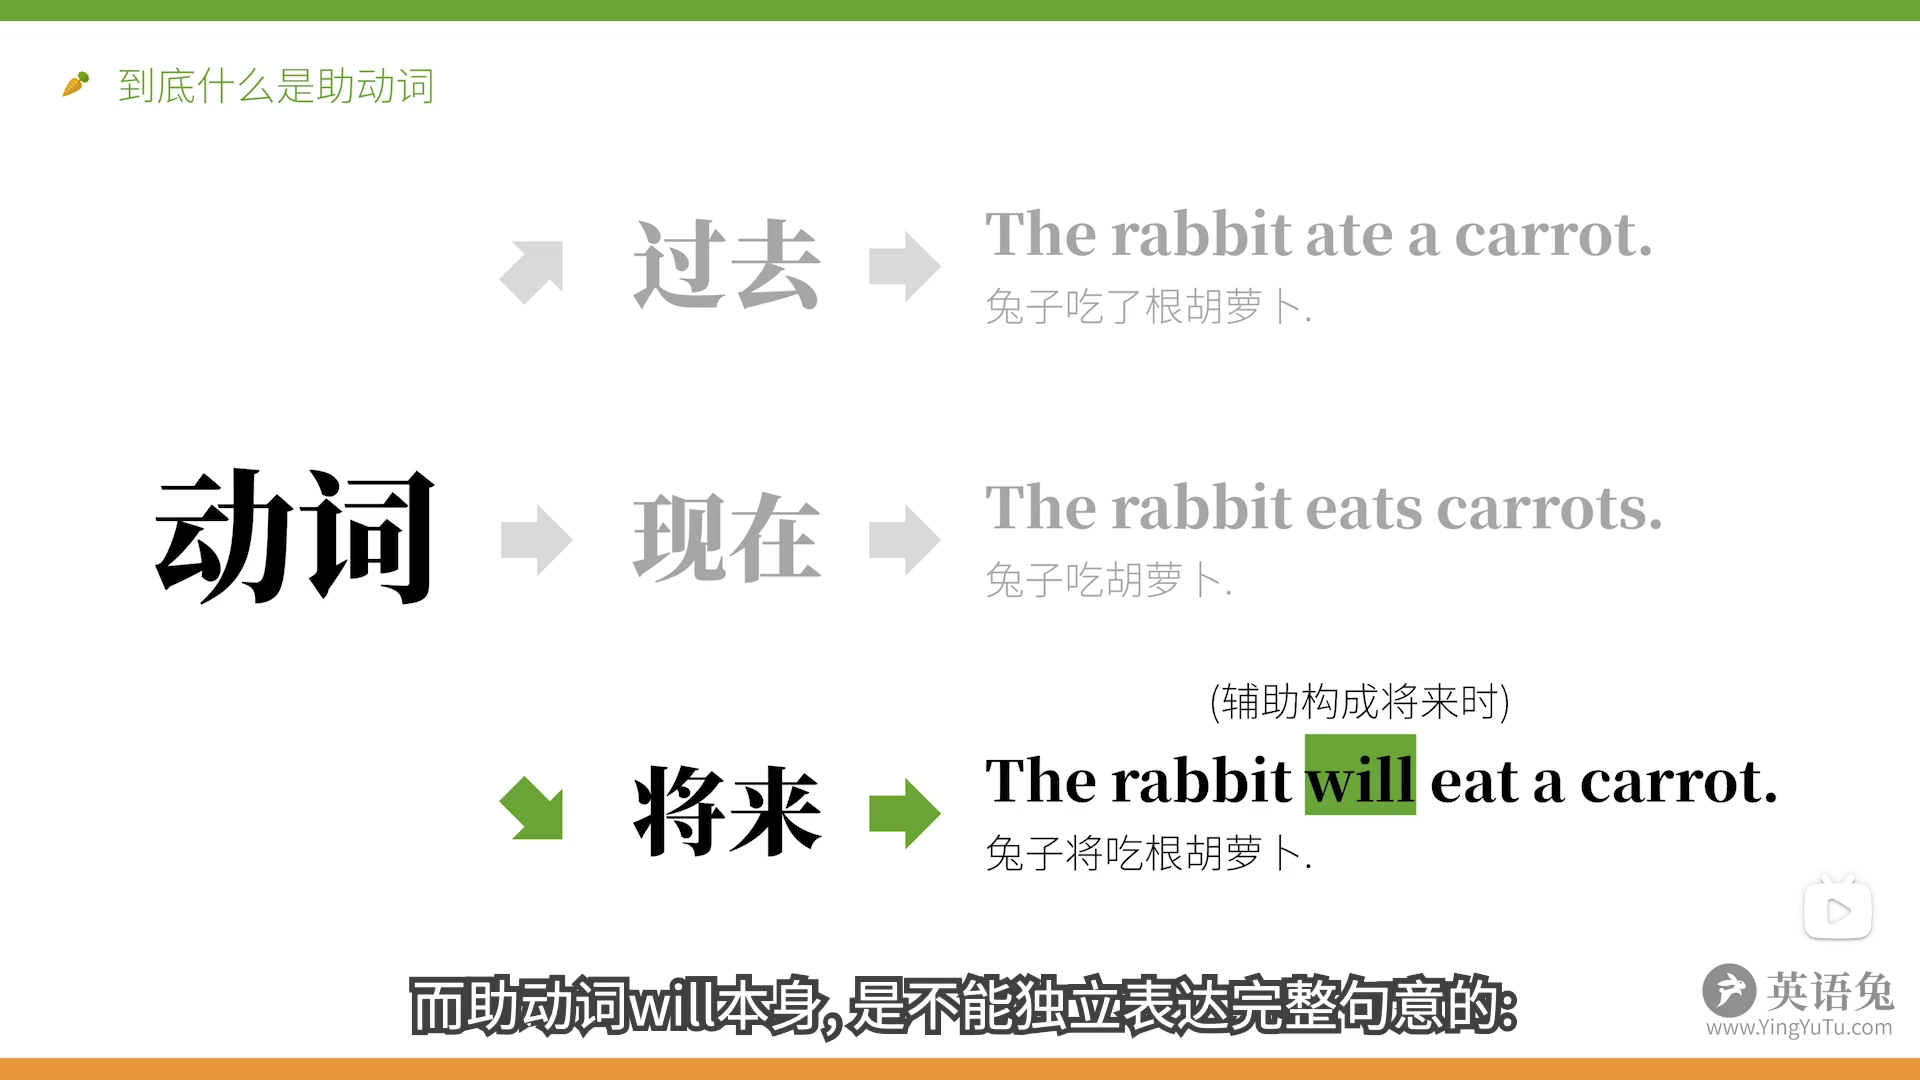 到底什么是助动词
过去
The rabbit ate a carrot.
兔子吃了根胡萝卜.
动词
现在
The rabbit eats carrots.
兔子吃胡萝卜.
(辅助构成将来时)
将来
The rabbit will eat a carrot.
兔子将吃根胡萝卜.
而助动词will本身, 是不能独立表达完整句意的:
英语兔
www.YingYuTu.com